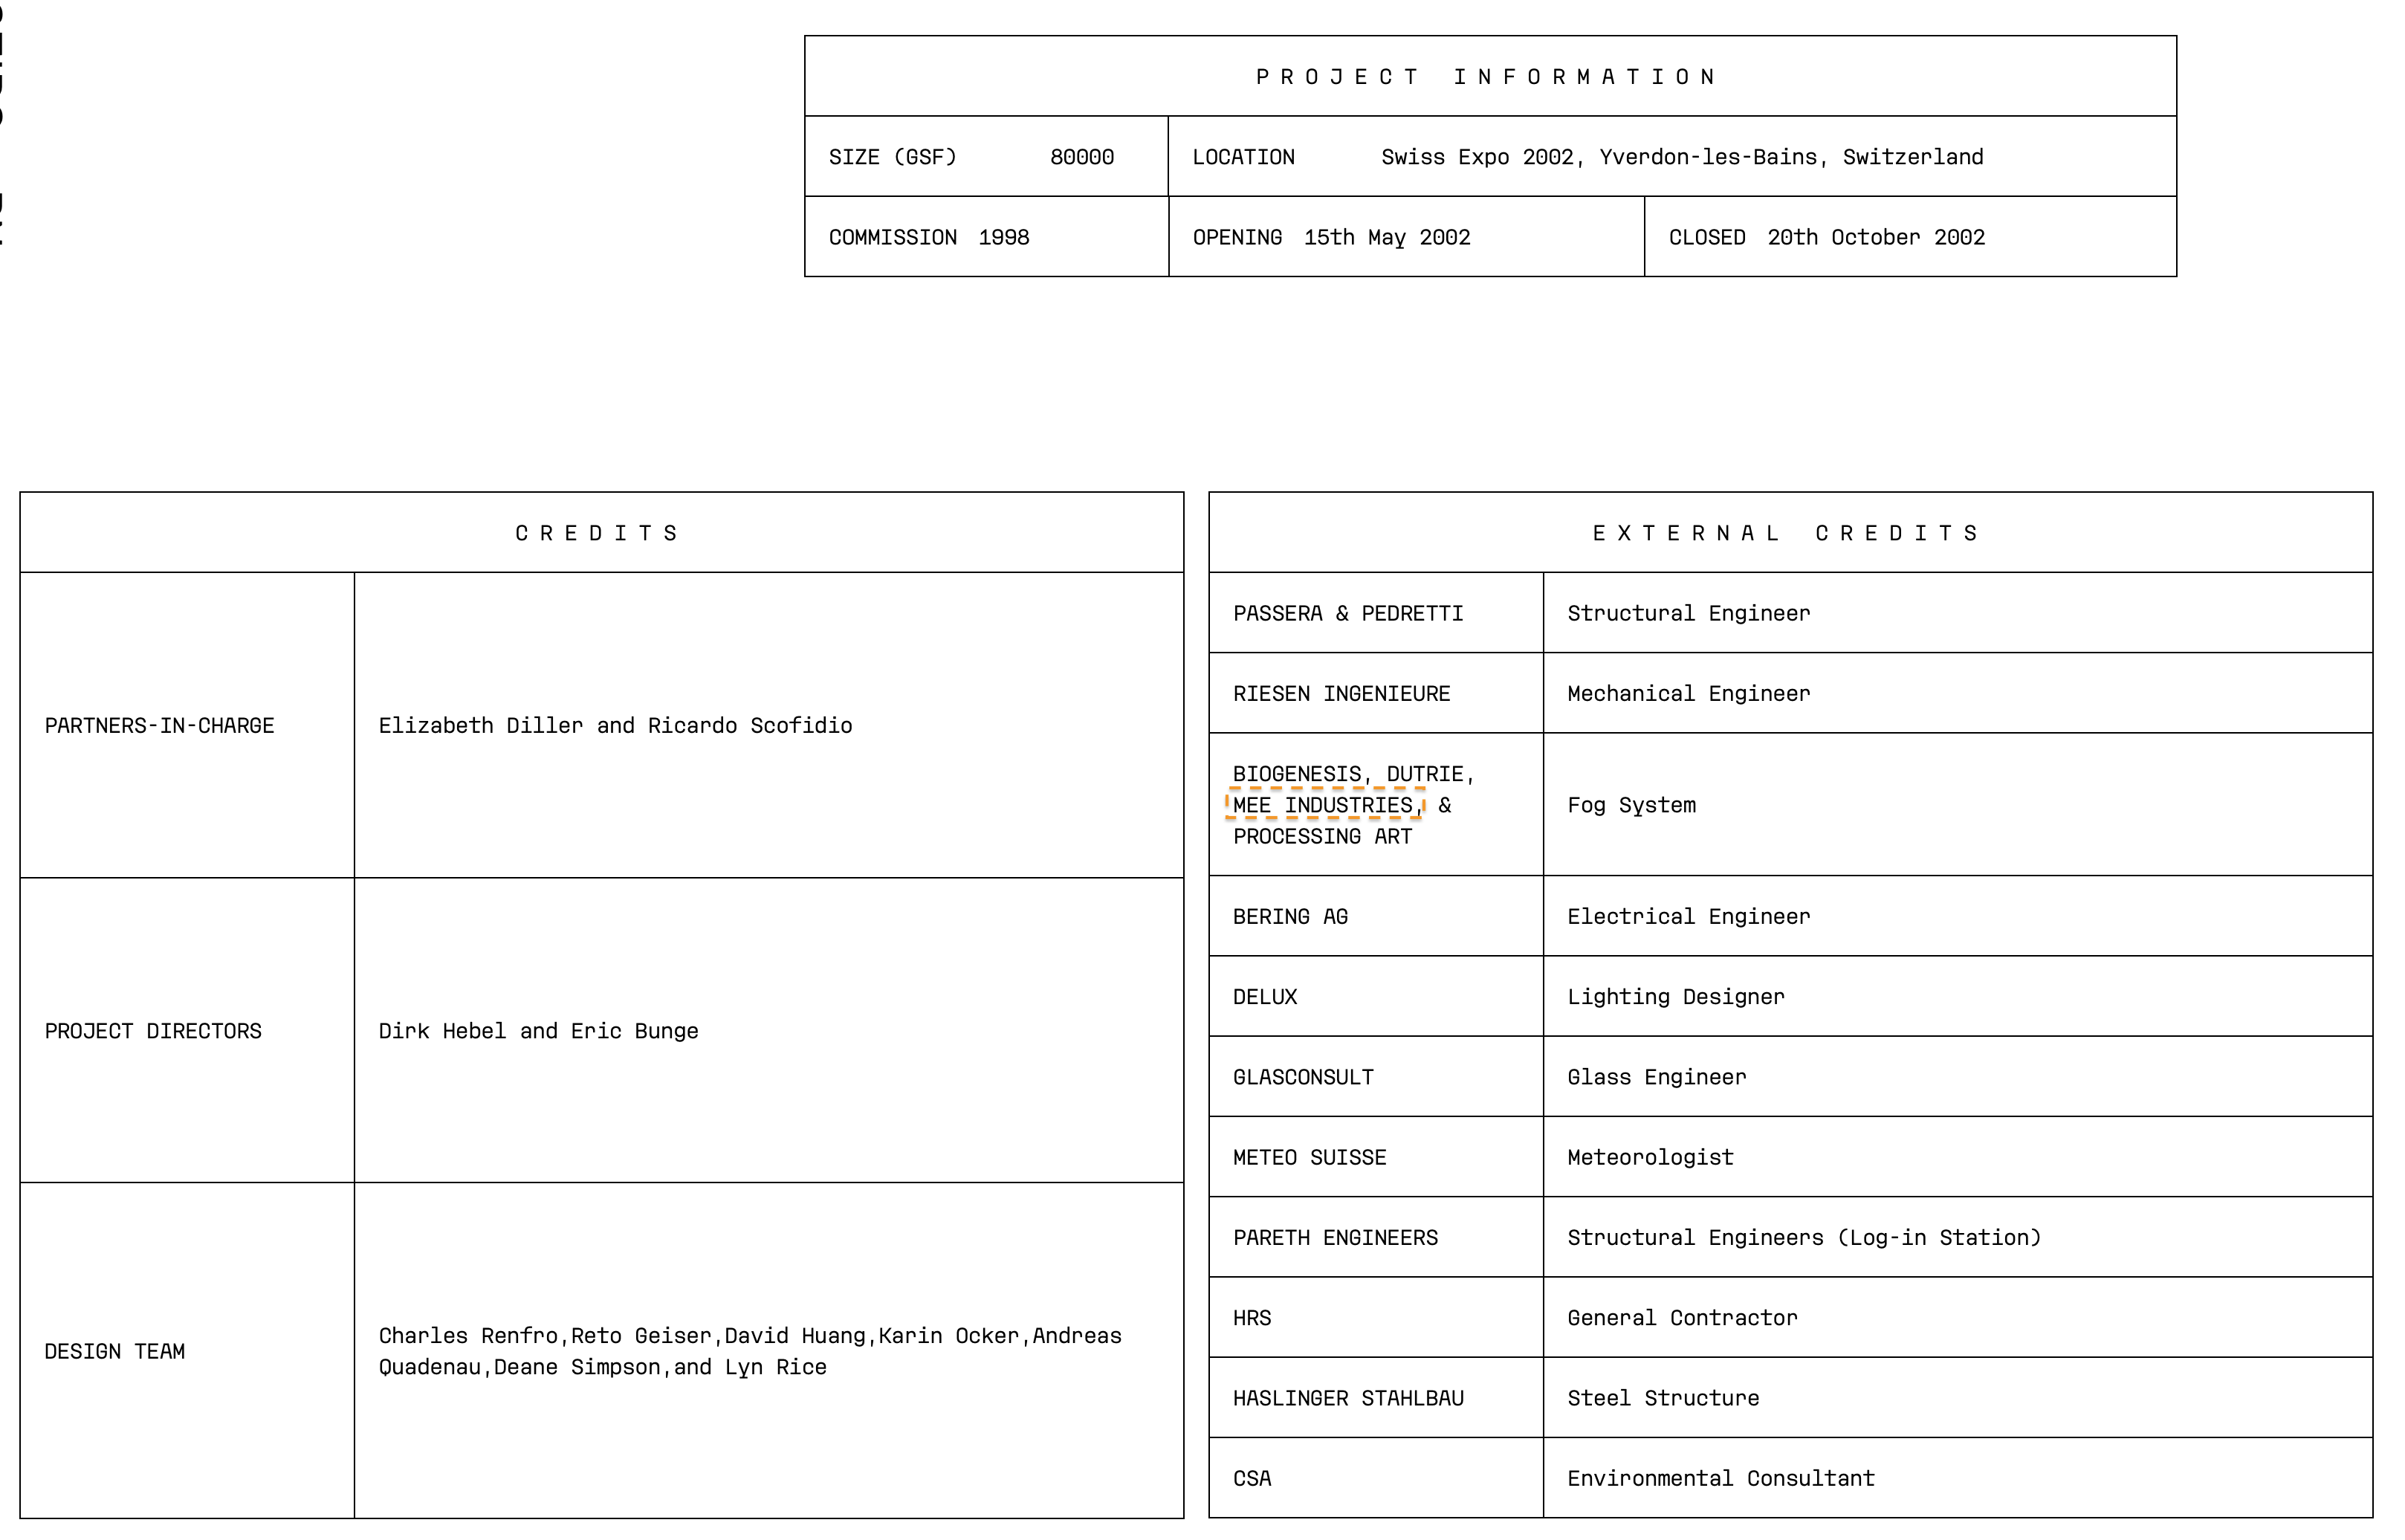 PROJECT INFORMATION
SIZE (GSF) 80000 LOCATION Swiss Expo 2002, Yverdon-les-Bains, Switzerland
COMMISSION 1998 OPENING 15th May 2002 CLOSED 20th October 2002
CREDITS
PARTNERS-IN-CHARGE Elizabeth Diller and Ricardo Scofidio
PROJECT DIRECTORS Dirk Hebel and Eric Bunge
DESIGN TEAM
Charles Renfro,Reto Geiser,David Huang,Karin Ocker,Andreas
Quadenau,Deane Simpson,and Lyn Rice
EXTERNAL CREDITS
PASSERA & PEDRETTI Structural Engineer
RIESEN INGENIEURE Mechanical Engineer
BIOGENESIS, DUTRIE,
MEE INDUSTRIES, &
PROCESSING ART
Fog System
BERING AG Electrical Engineer
DELUX Lighting Designer
GLASCONSULT Glass Engineer
METEO SUISSE Meteorologist
PARETH ENGINEERS Structural Engineers (Log-in Station)
HRS General Contractor
HASLINGER STAHLBAU Steel Structure
CSA Environmental Consultant